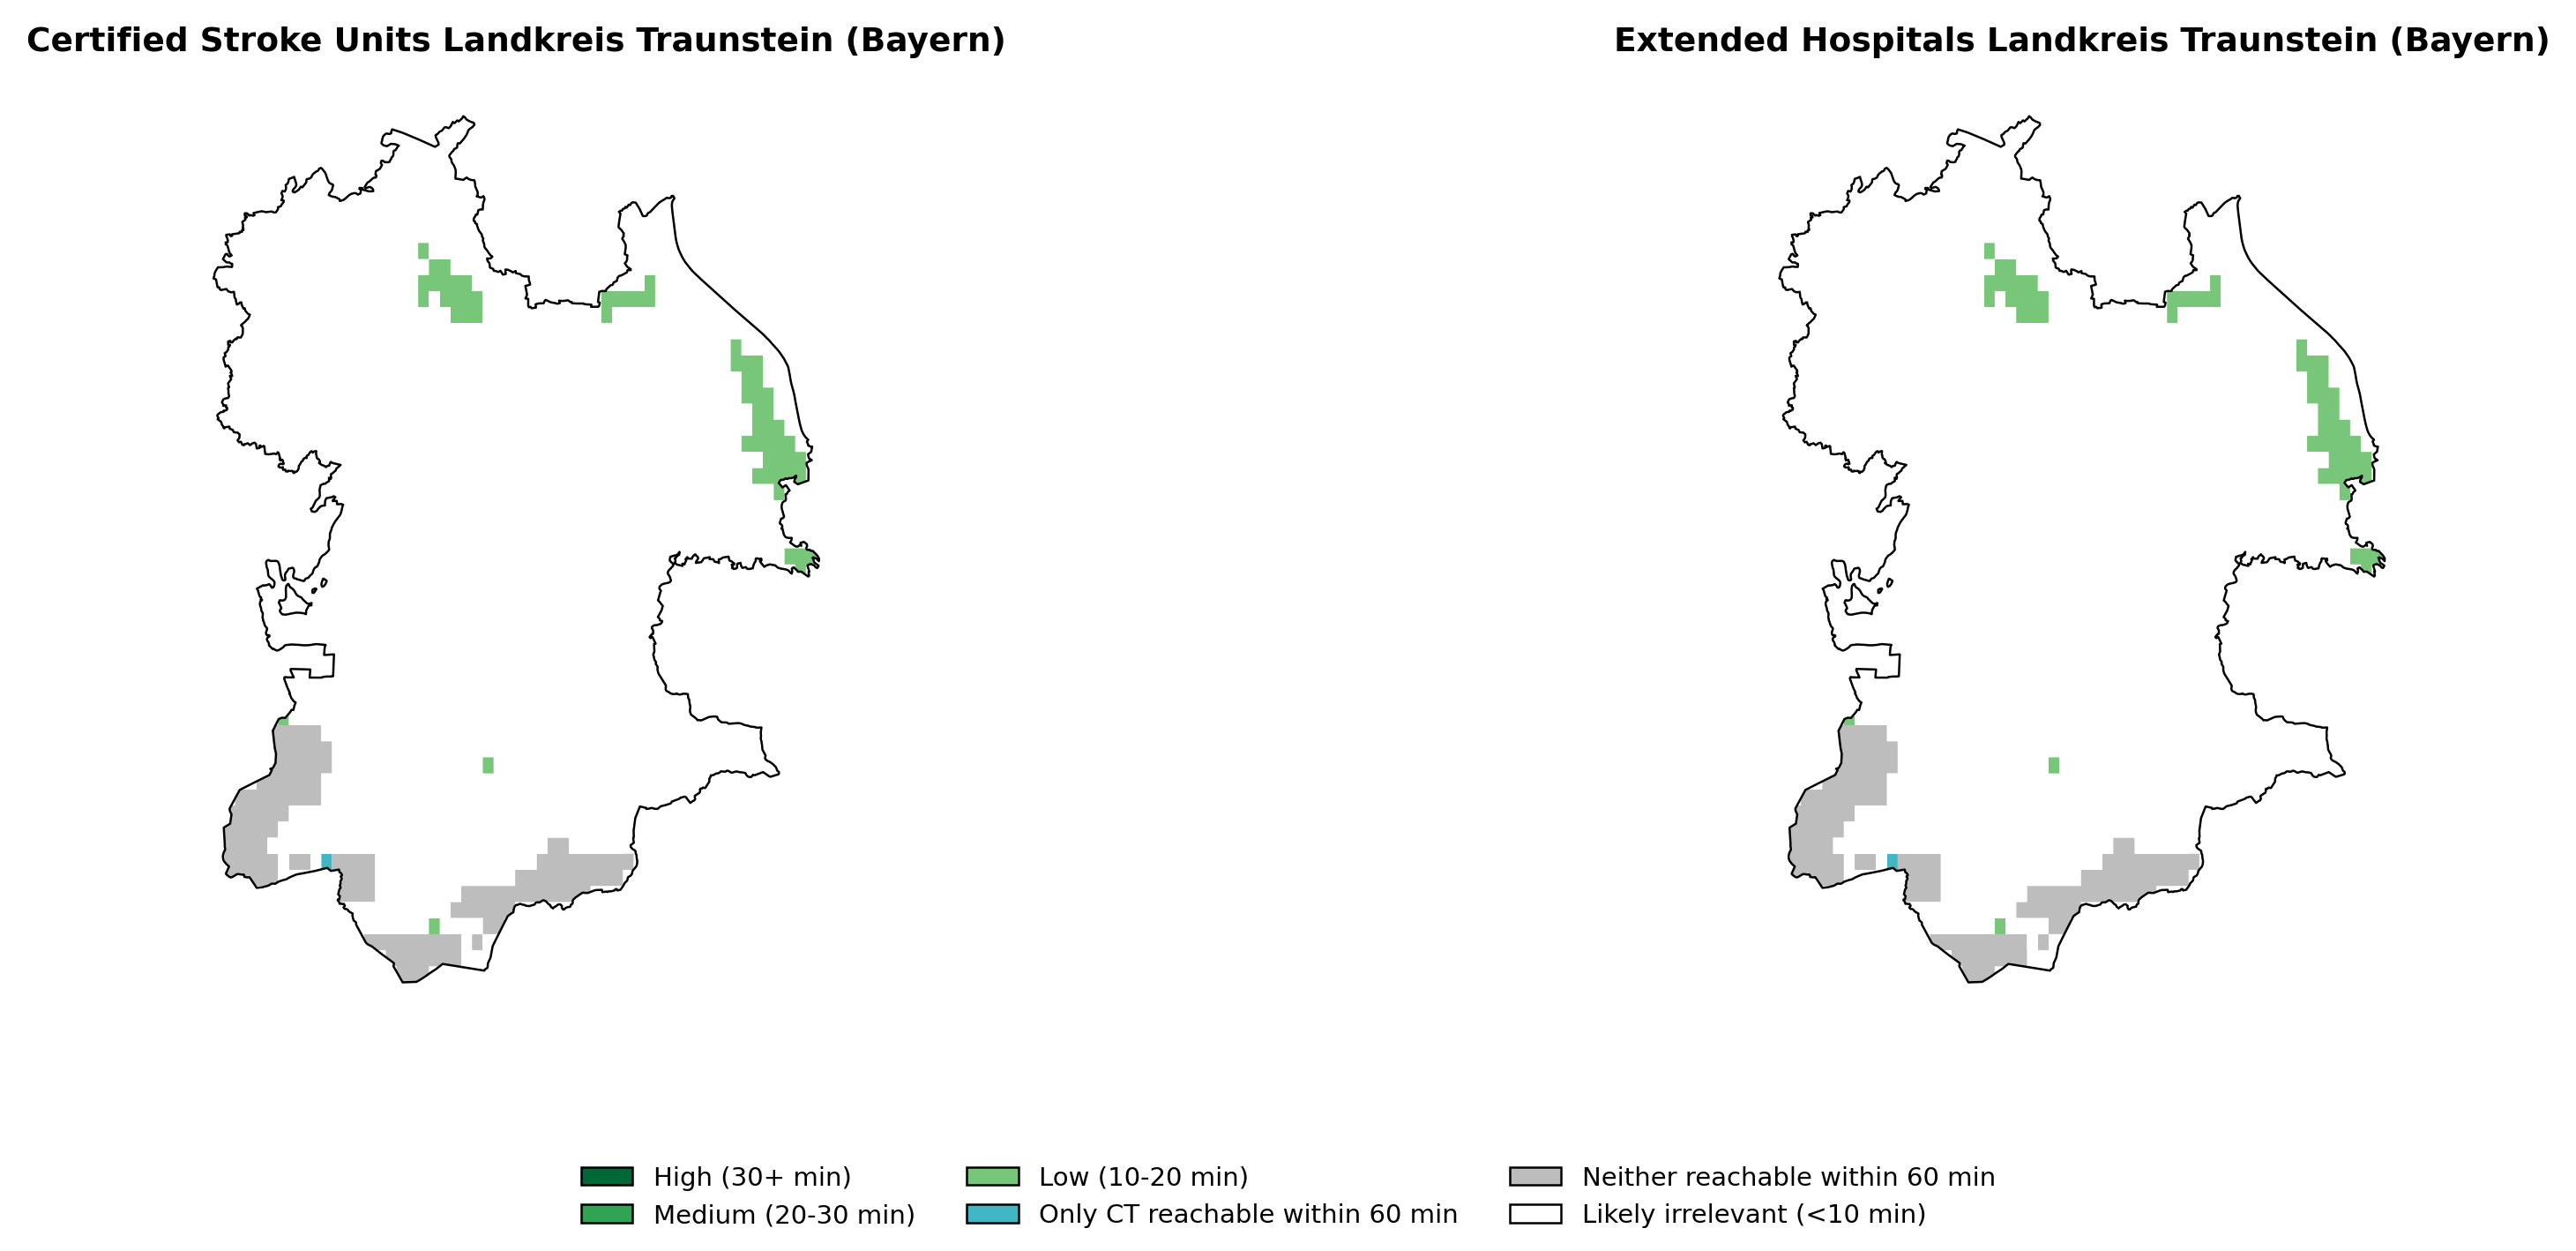 Certified Stroke Units Landkreis Traunstein (Bayern)
Extended Hospitals Landkreis Traunstein (Bayern)
High (30+ min)
Medium (20-30 min)
Low (10-20 min)
Only CT reachable within 60 min
Neither reachable within 60 min
Likely irrelevant (<10 min)